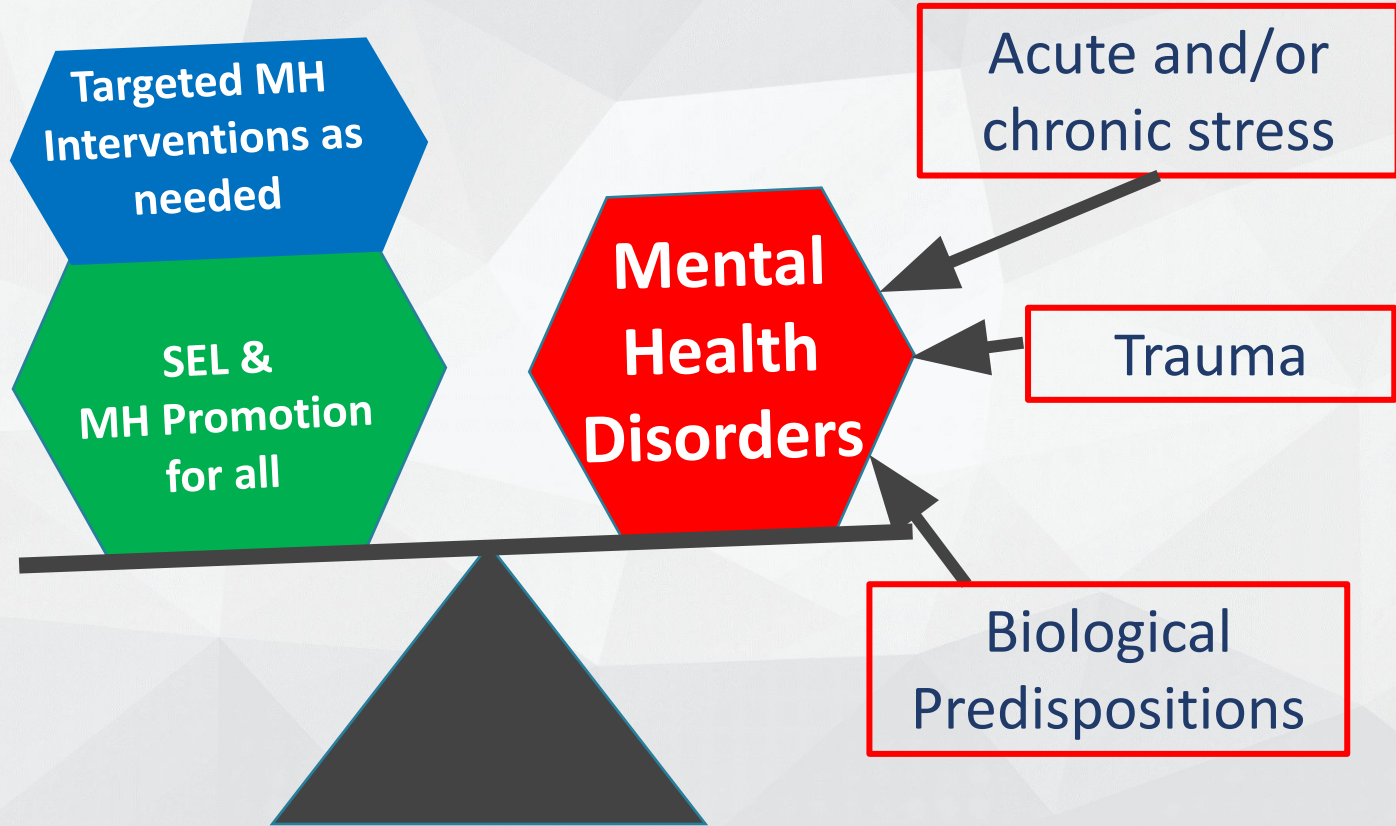 Targeted MH
Interventions as
needed
SEL &
MH Promotion
for all
Mental
Health
Disorders
Acute and/or
chronic stress
Trauma
Biological
Predispositions